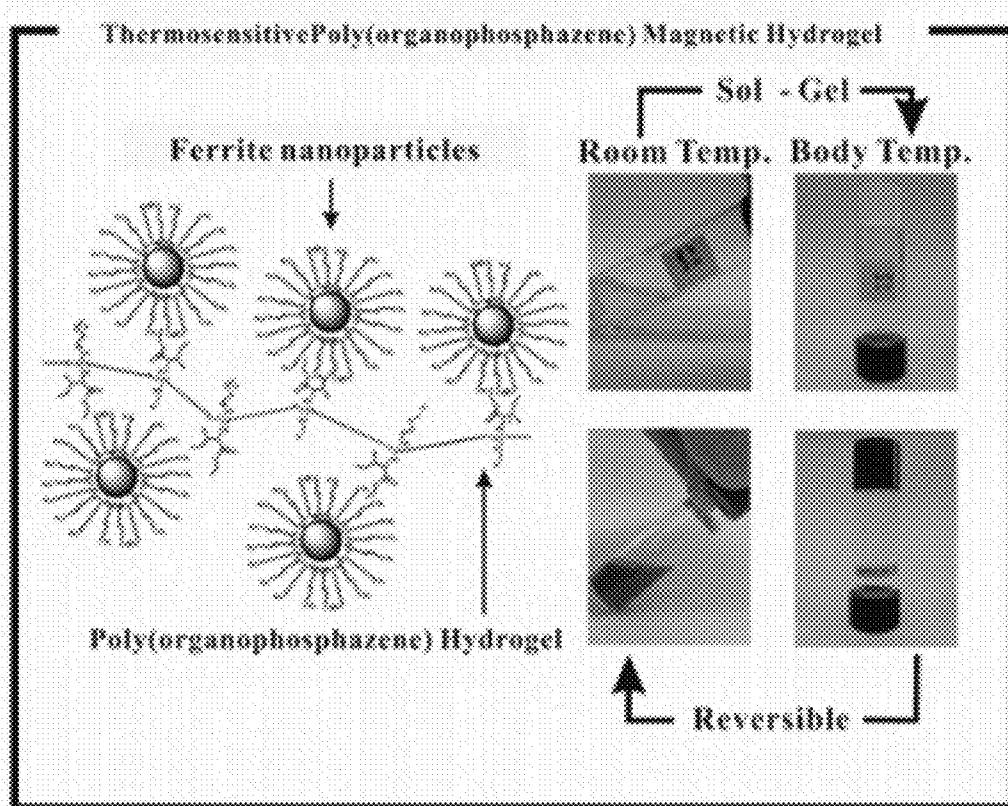 ThermosensitivePoly(organophosphazene) Magnetic Hydrogel
Sol - Gel
Ferrite nanoparticles
Room Temp. Body Temp.
Poly(organophosphazene) Hydrogel
Reversible